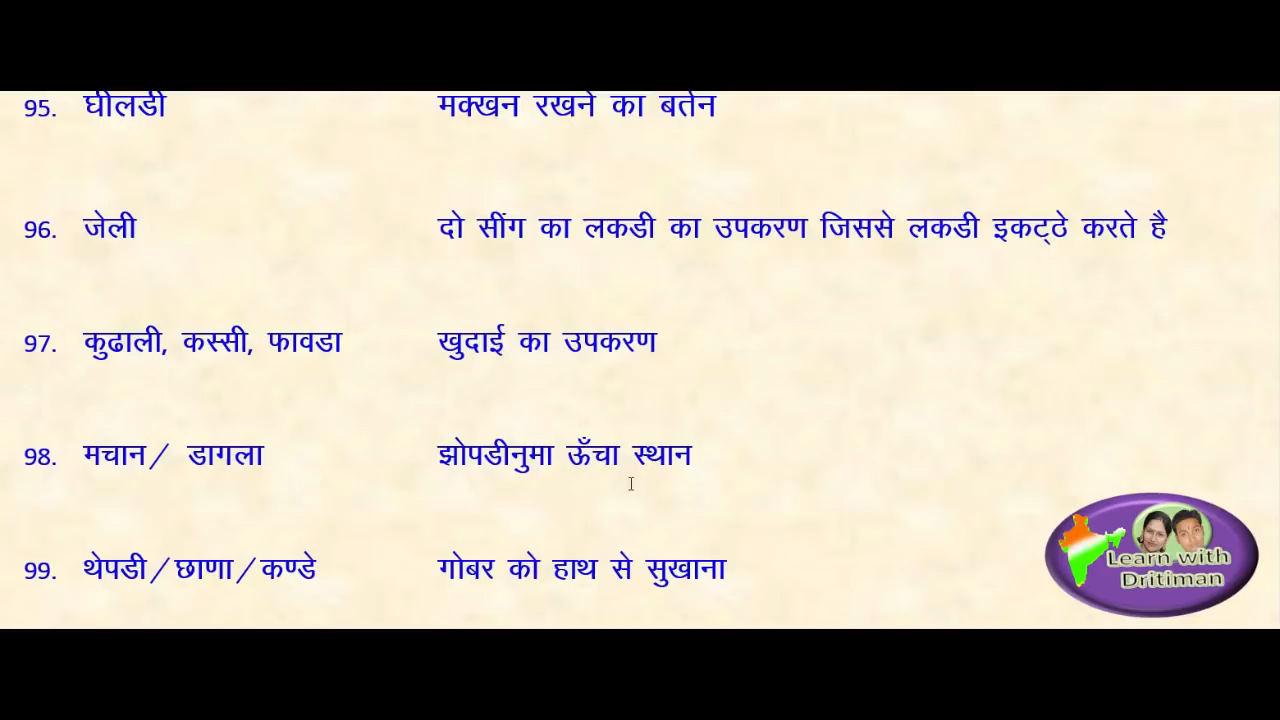 95. घीलडी मक्खन रखने का बर्तन
96. जेली दो सींग का लकडी का उपकरण जिससे लकडी इकट्ठे करते है
97. कुढाली, कस्सी, फावडा खुदाई का उपकरण
98. मचान/ डागला झोपडीनुमा ऊँचा स्थान
99. थेपडी/छाणा/कण्डे गोबर को हाथ से सुखाना
Learn with
Dritiman